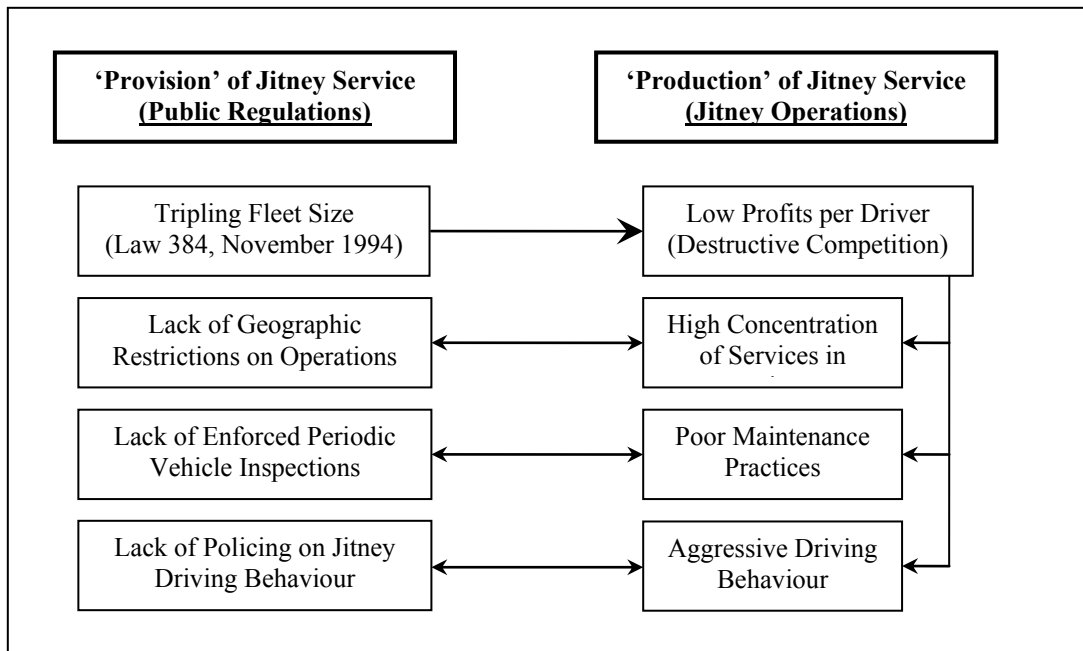 ‘Provision’ of Jitney Service
(Public Regulations)
‘Production’ of Jitney Service
(Jitney Operations)
Tripling Fleet Size
(Law 384, November 1994)
Low Profits per Driver
(Destructive Competition)
Lack of Geographic
Restrictions on Operations
High Concentration
of Services in
Lack of Enforced Periodic
Vehicle Inspections
Poor Maintenance
Practices
Lack of Policing on Jitney
Driving Behaviour
Aggressive Driving
Behaviour